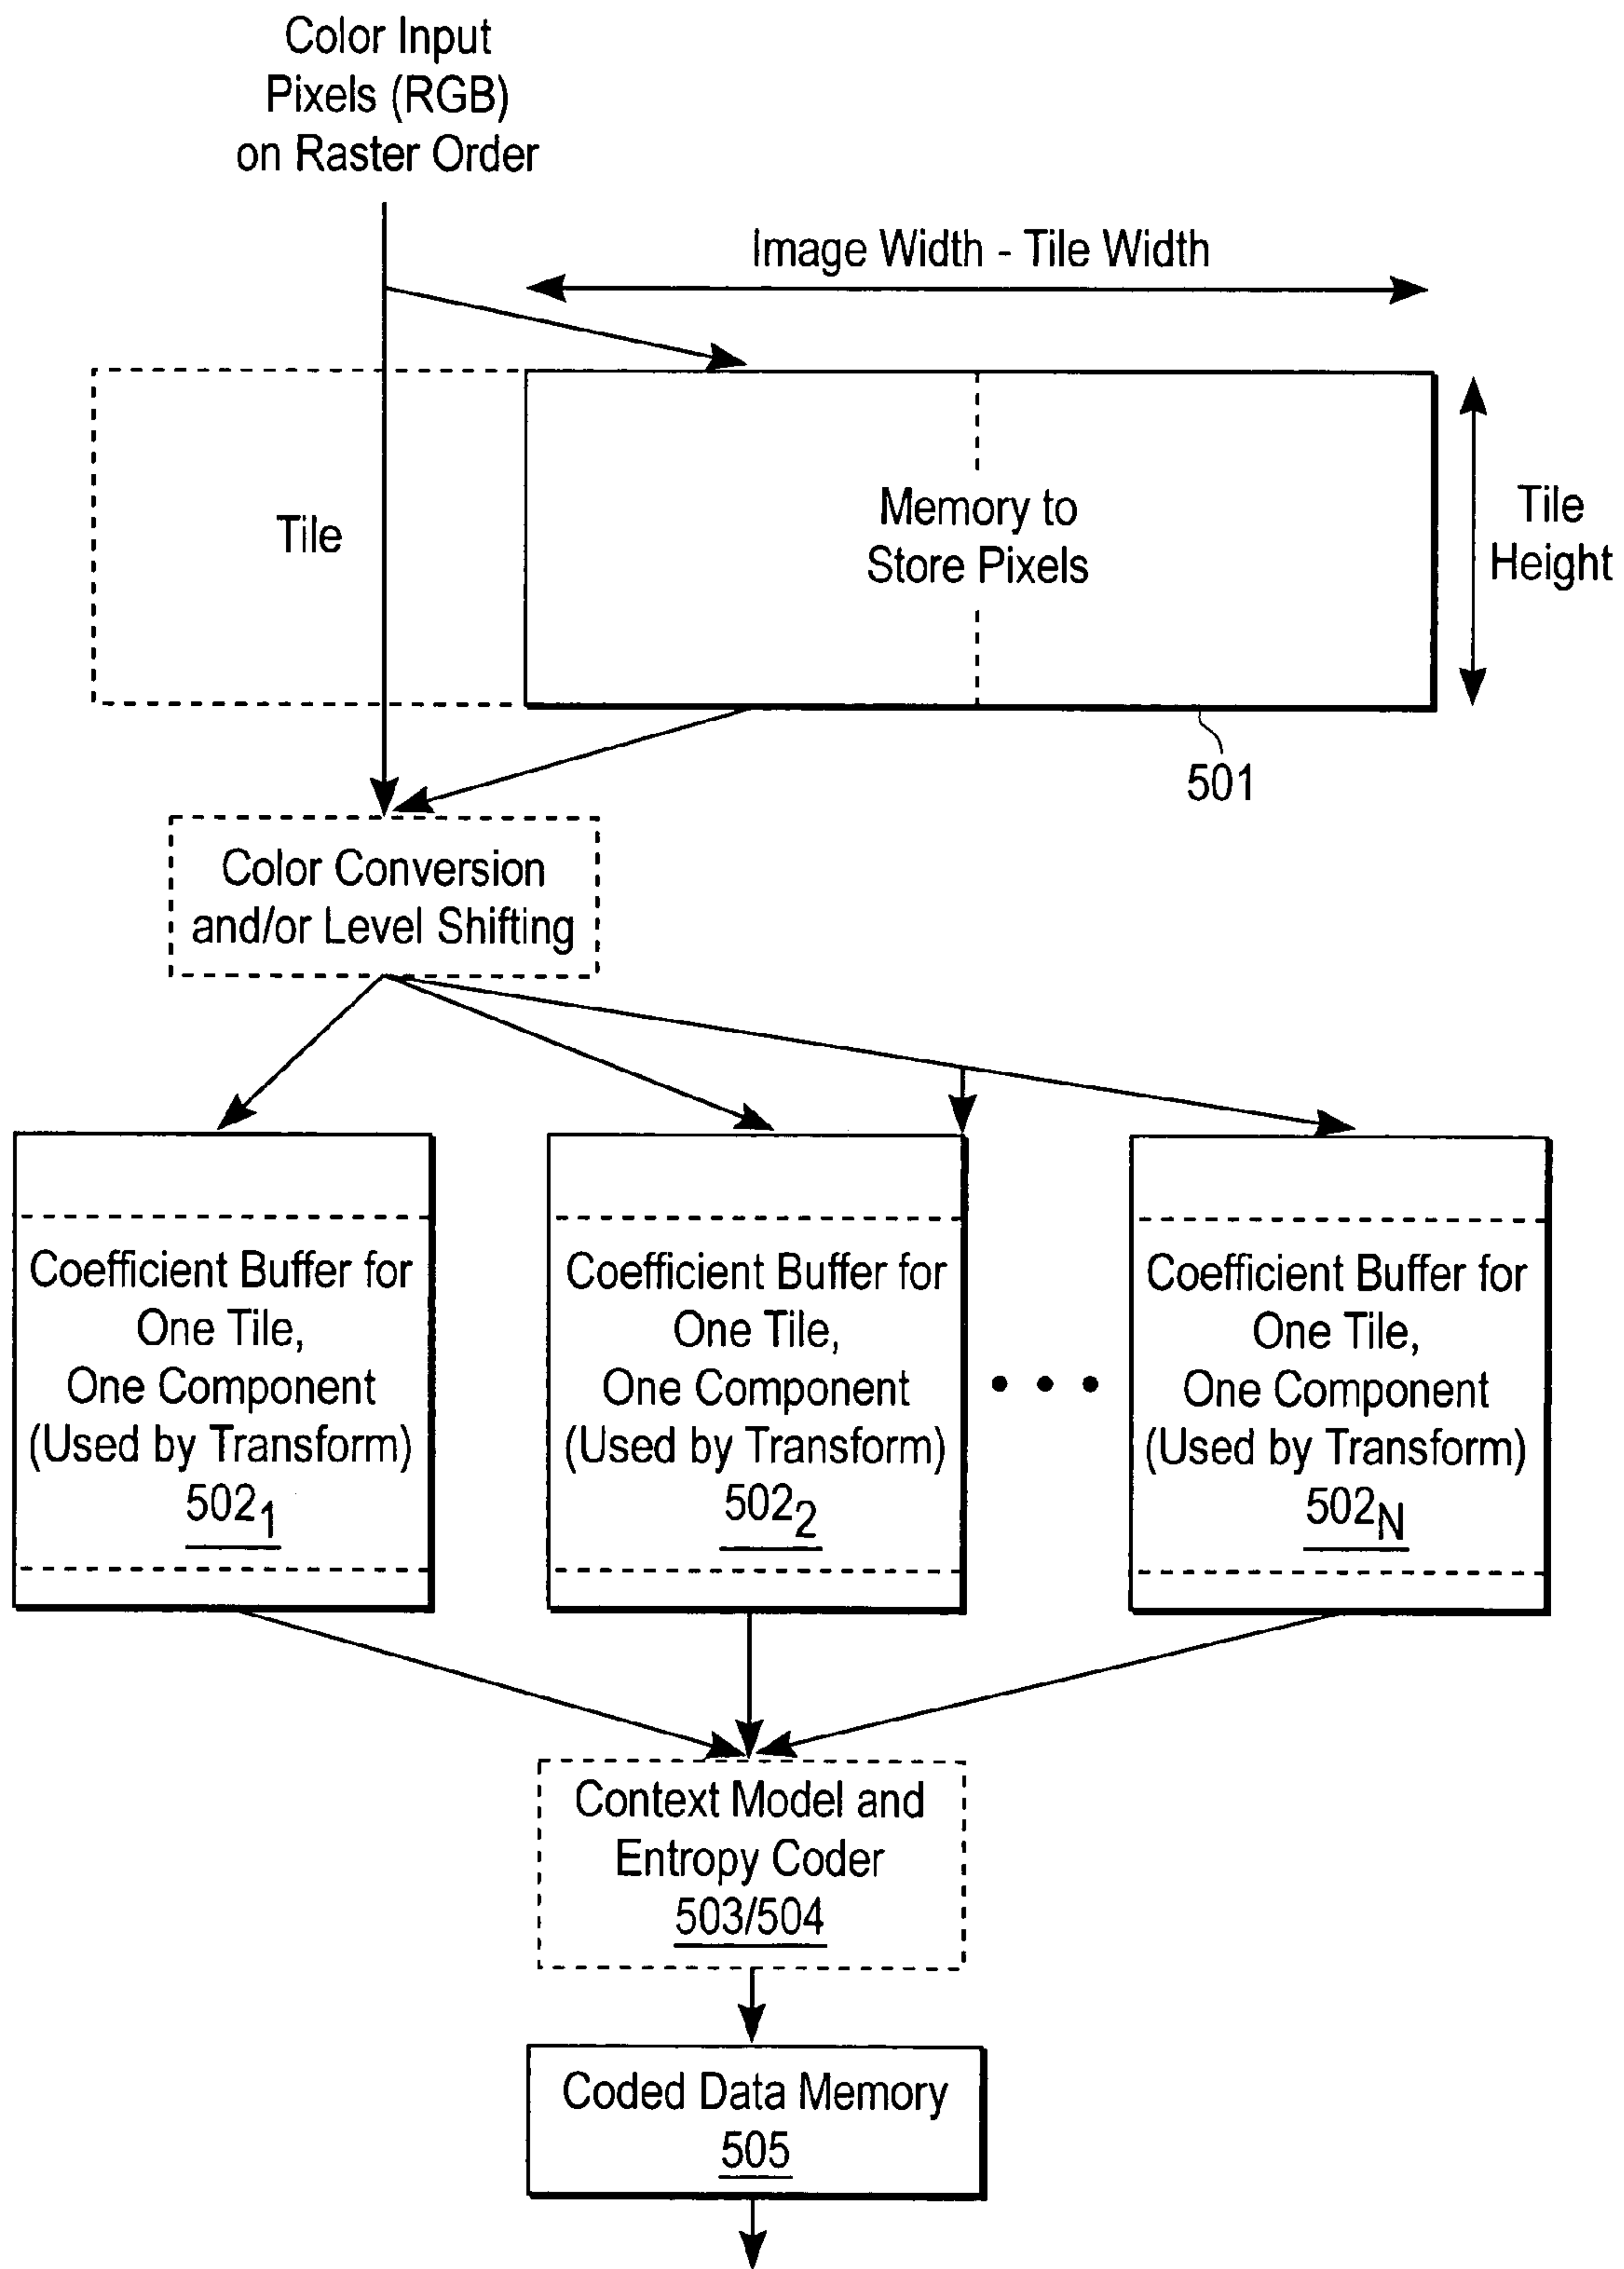 Color Input
Pixels (RGB)
on Raster Order
Image Width - Tile Width
Tile
Memory to
Store Pixels
Tile
Height
501
Color Conversion
and/or Level Shifting
Coefficient Buffer for
One Tile,
One Component
(Used by Transform)
502₁
Coefficient Buffer for
One Tile,
One Component
(Used by Transform)
502₂
Coefficient Buffer for
One Tile,
One Component
(Used by Transform)
502N
Context Model and
Entropy Coder
503/504
Coded Data Memory
505